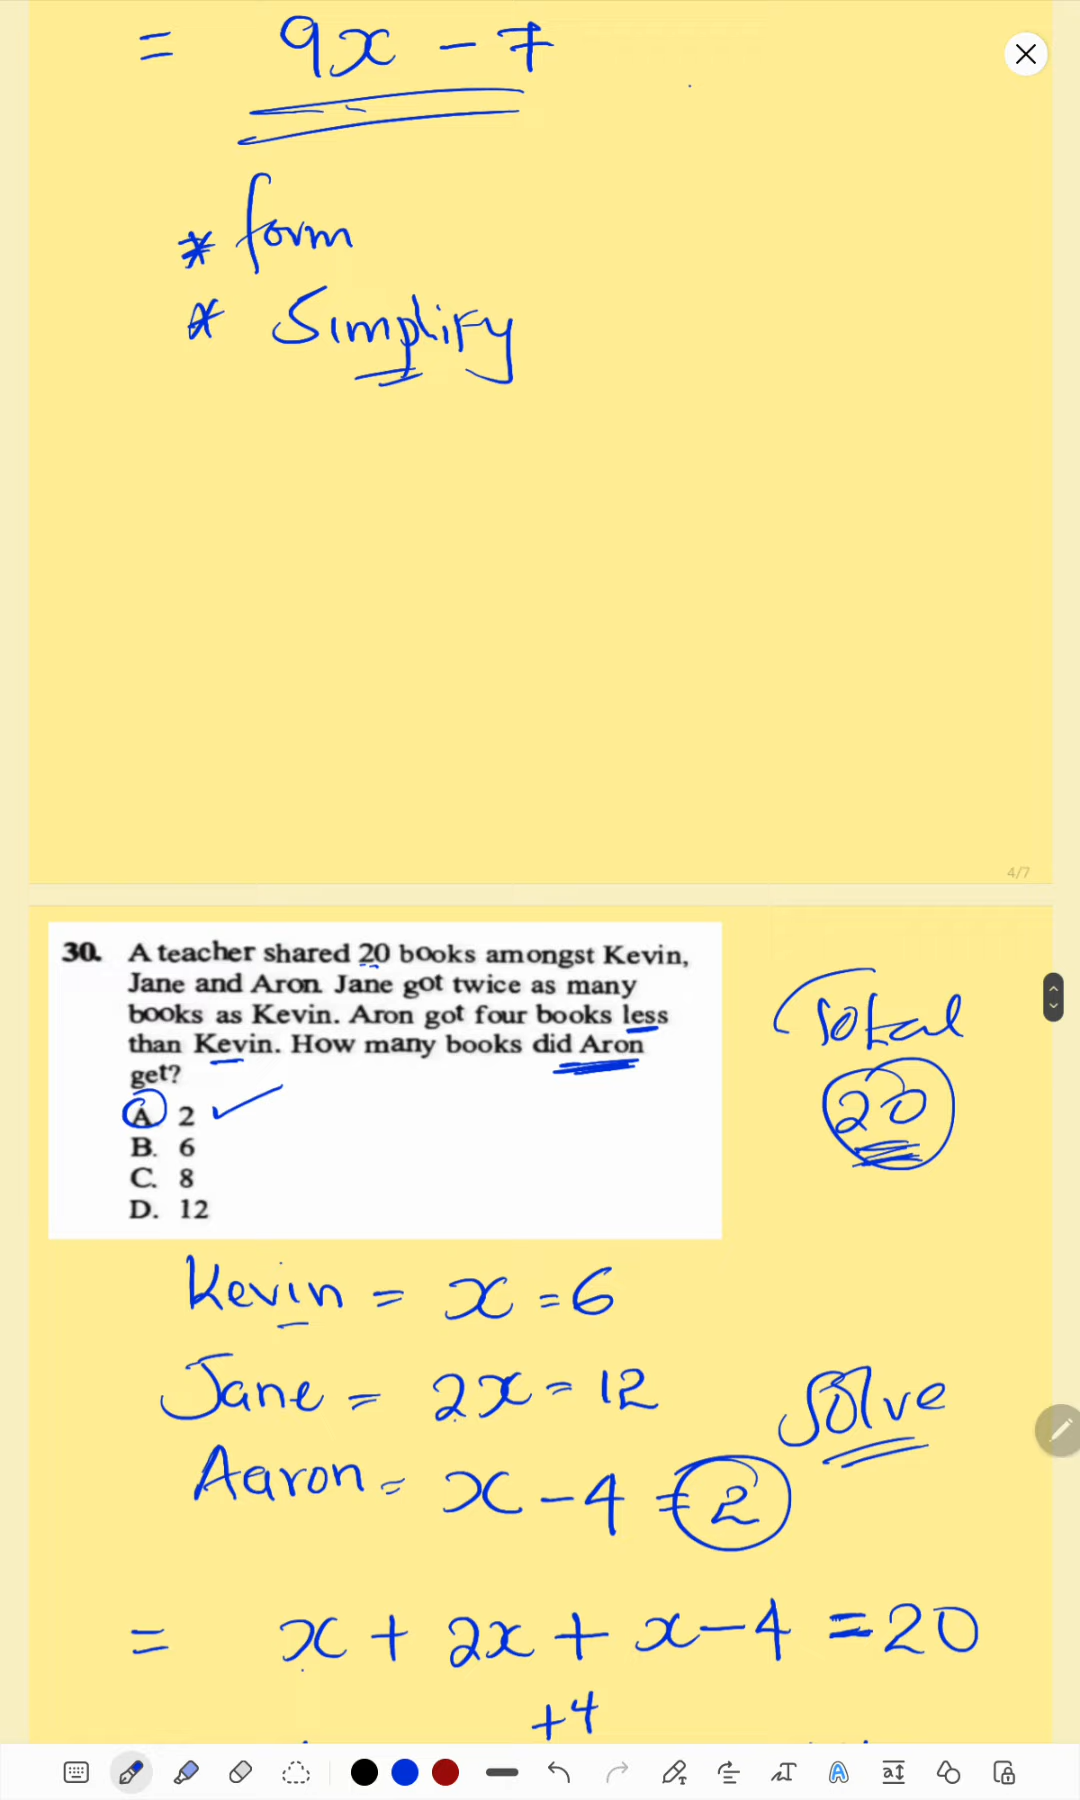 = 9x - 7
* form
* Simplify
4/7
30. A teacher shared 20 books amongst Kevin,
Jane and Aron. Jane got twice as many
books as Kevin. Aron got four books less
than Kevin. How many books did Aron
get?
A 2 ✓
B. 6
C. 8
D. 12
Total
20
Kevin = x = 6
Jane = 2x = 12
Solve
Aaron = x - 4 = 2
= x + 2x + x - 4 = 20
+4